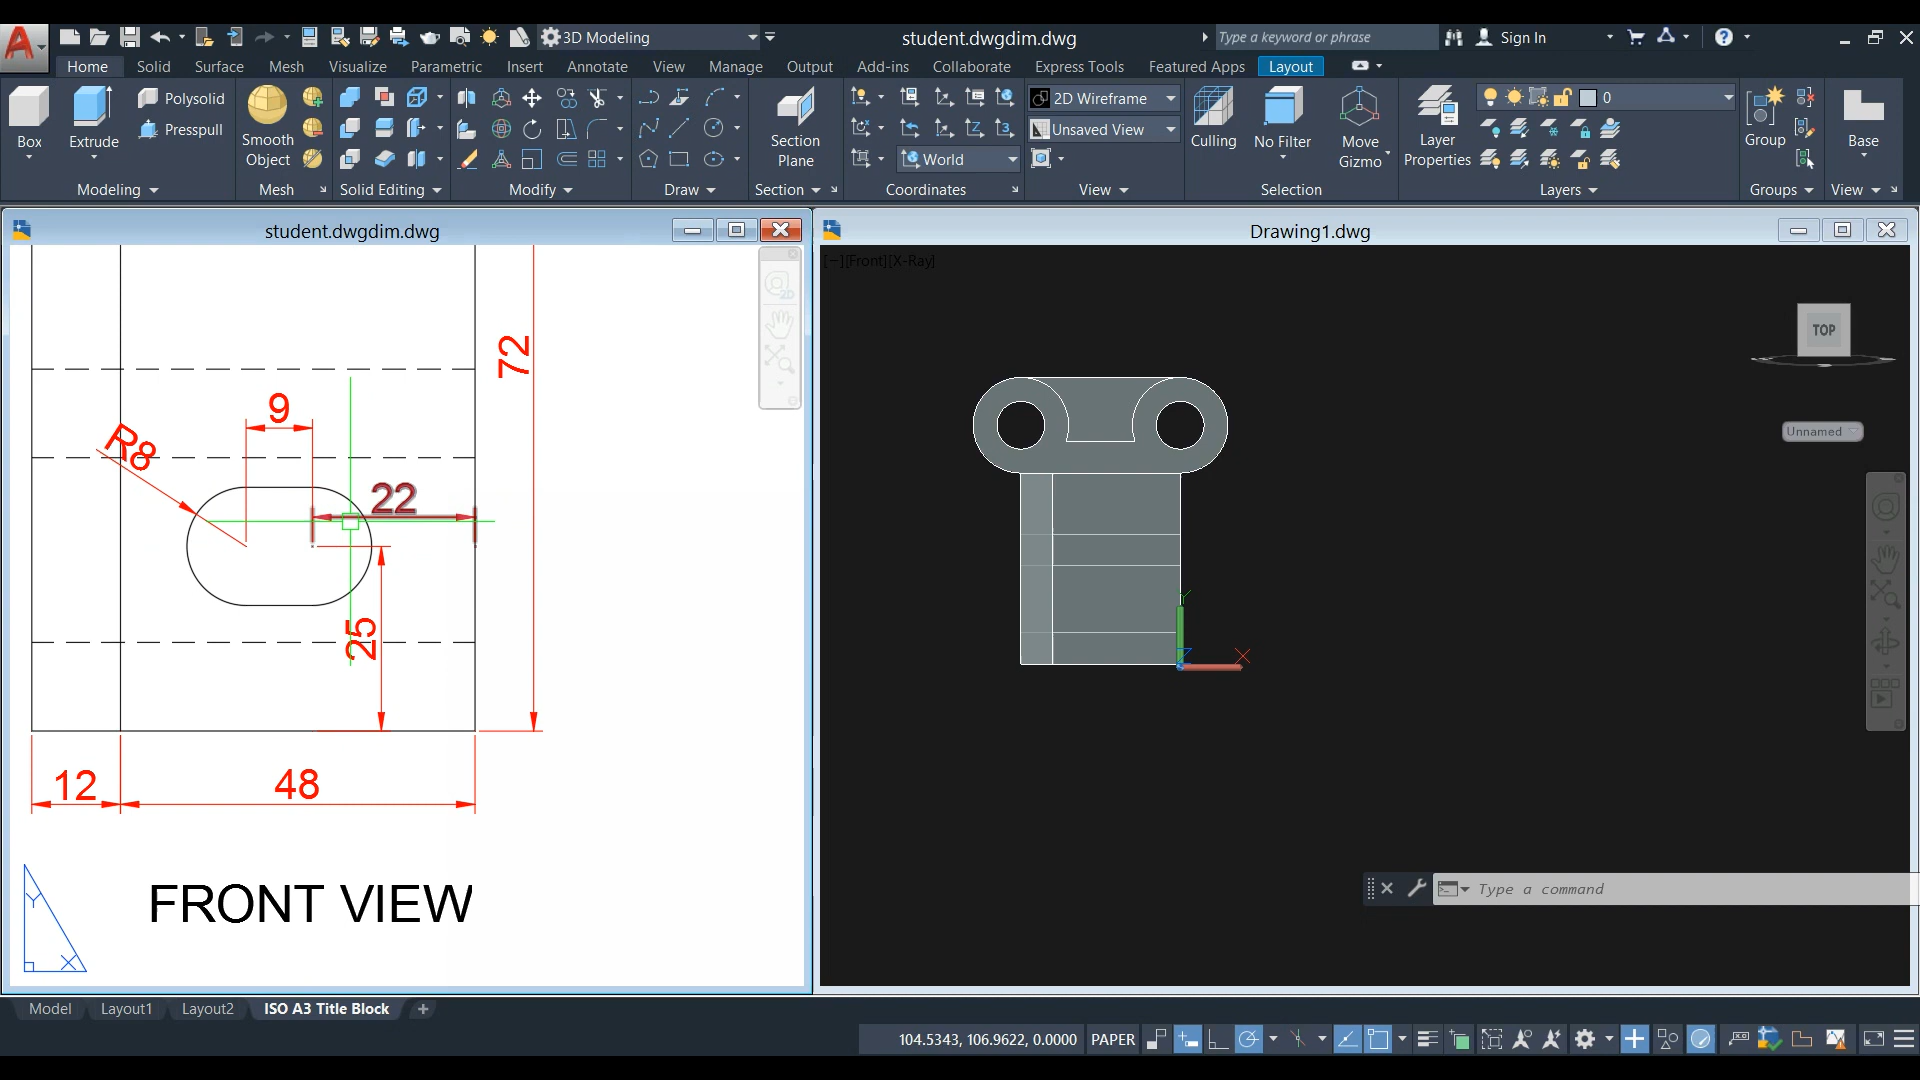 3D Modeling
student.dwgdim.dwg
Type a keyword or phrase
Sign In
Home Solid Surface Mesh Visualize Parametric Insert Annotate View Manage Output Add-ins Collaborate Express Tools Featured Apps Layout
Box
Extrude
Polysolid
Presspull
Smooth
Object
Section
Plane
World
2D Wireframe
Unsaved View
Culling
No Filter
Move
Gizmo
Layer
Properties
0
Group
Base
Modeling Mesh Solid Editing Modify Draw Section Coordinates View Selection Layers Groups View
student.dwgdim.dwg
Drawing1.dwg
[−][Front][X-Ray]
TOP
Unnamed
72
9
R8
22
25
12
48
FRONT VIEW
Y
X
Y
X
Type a command
Model Layout1 Layout2 ISO A3 Title Block
104.5343, 106.9622, 0.0000 PAPER